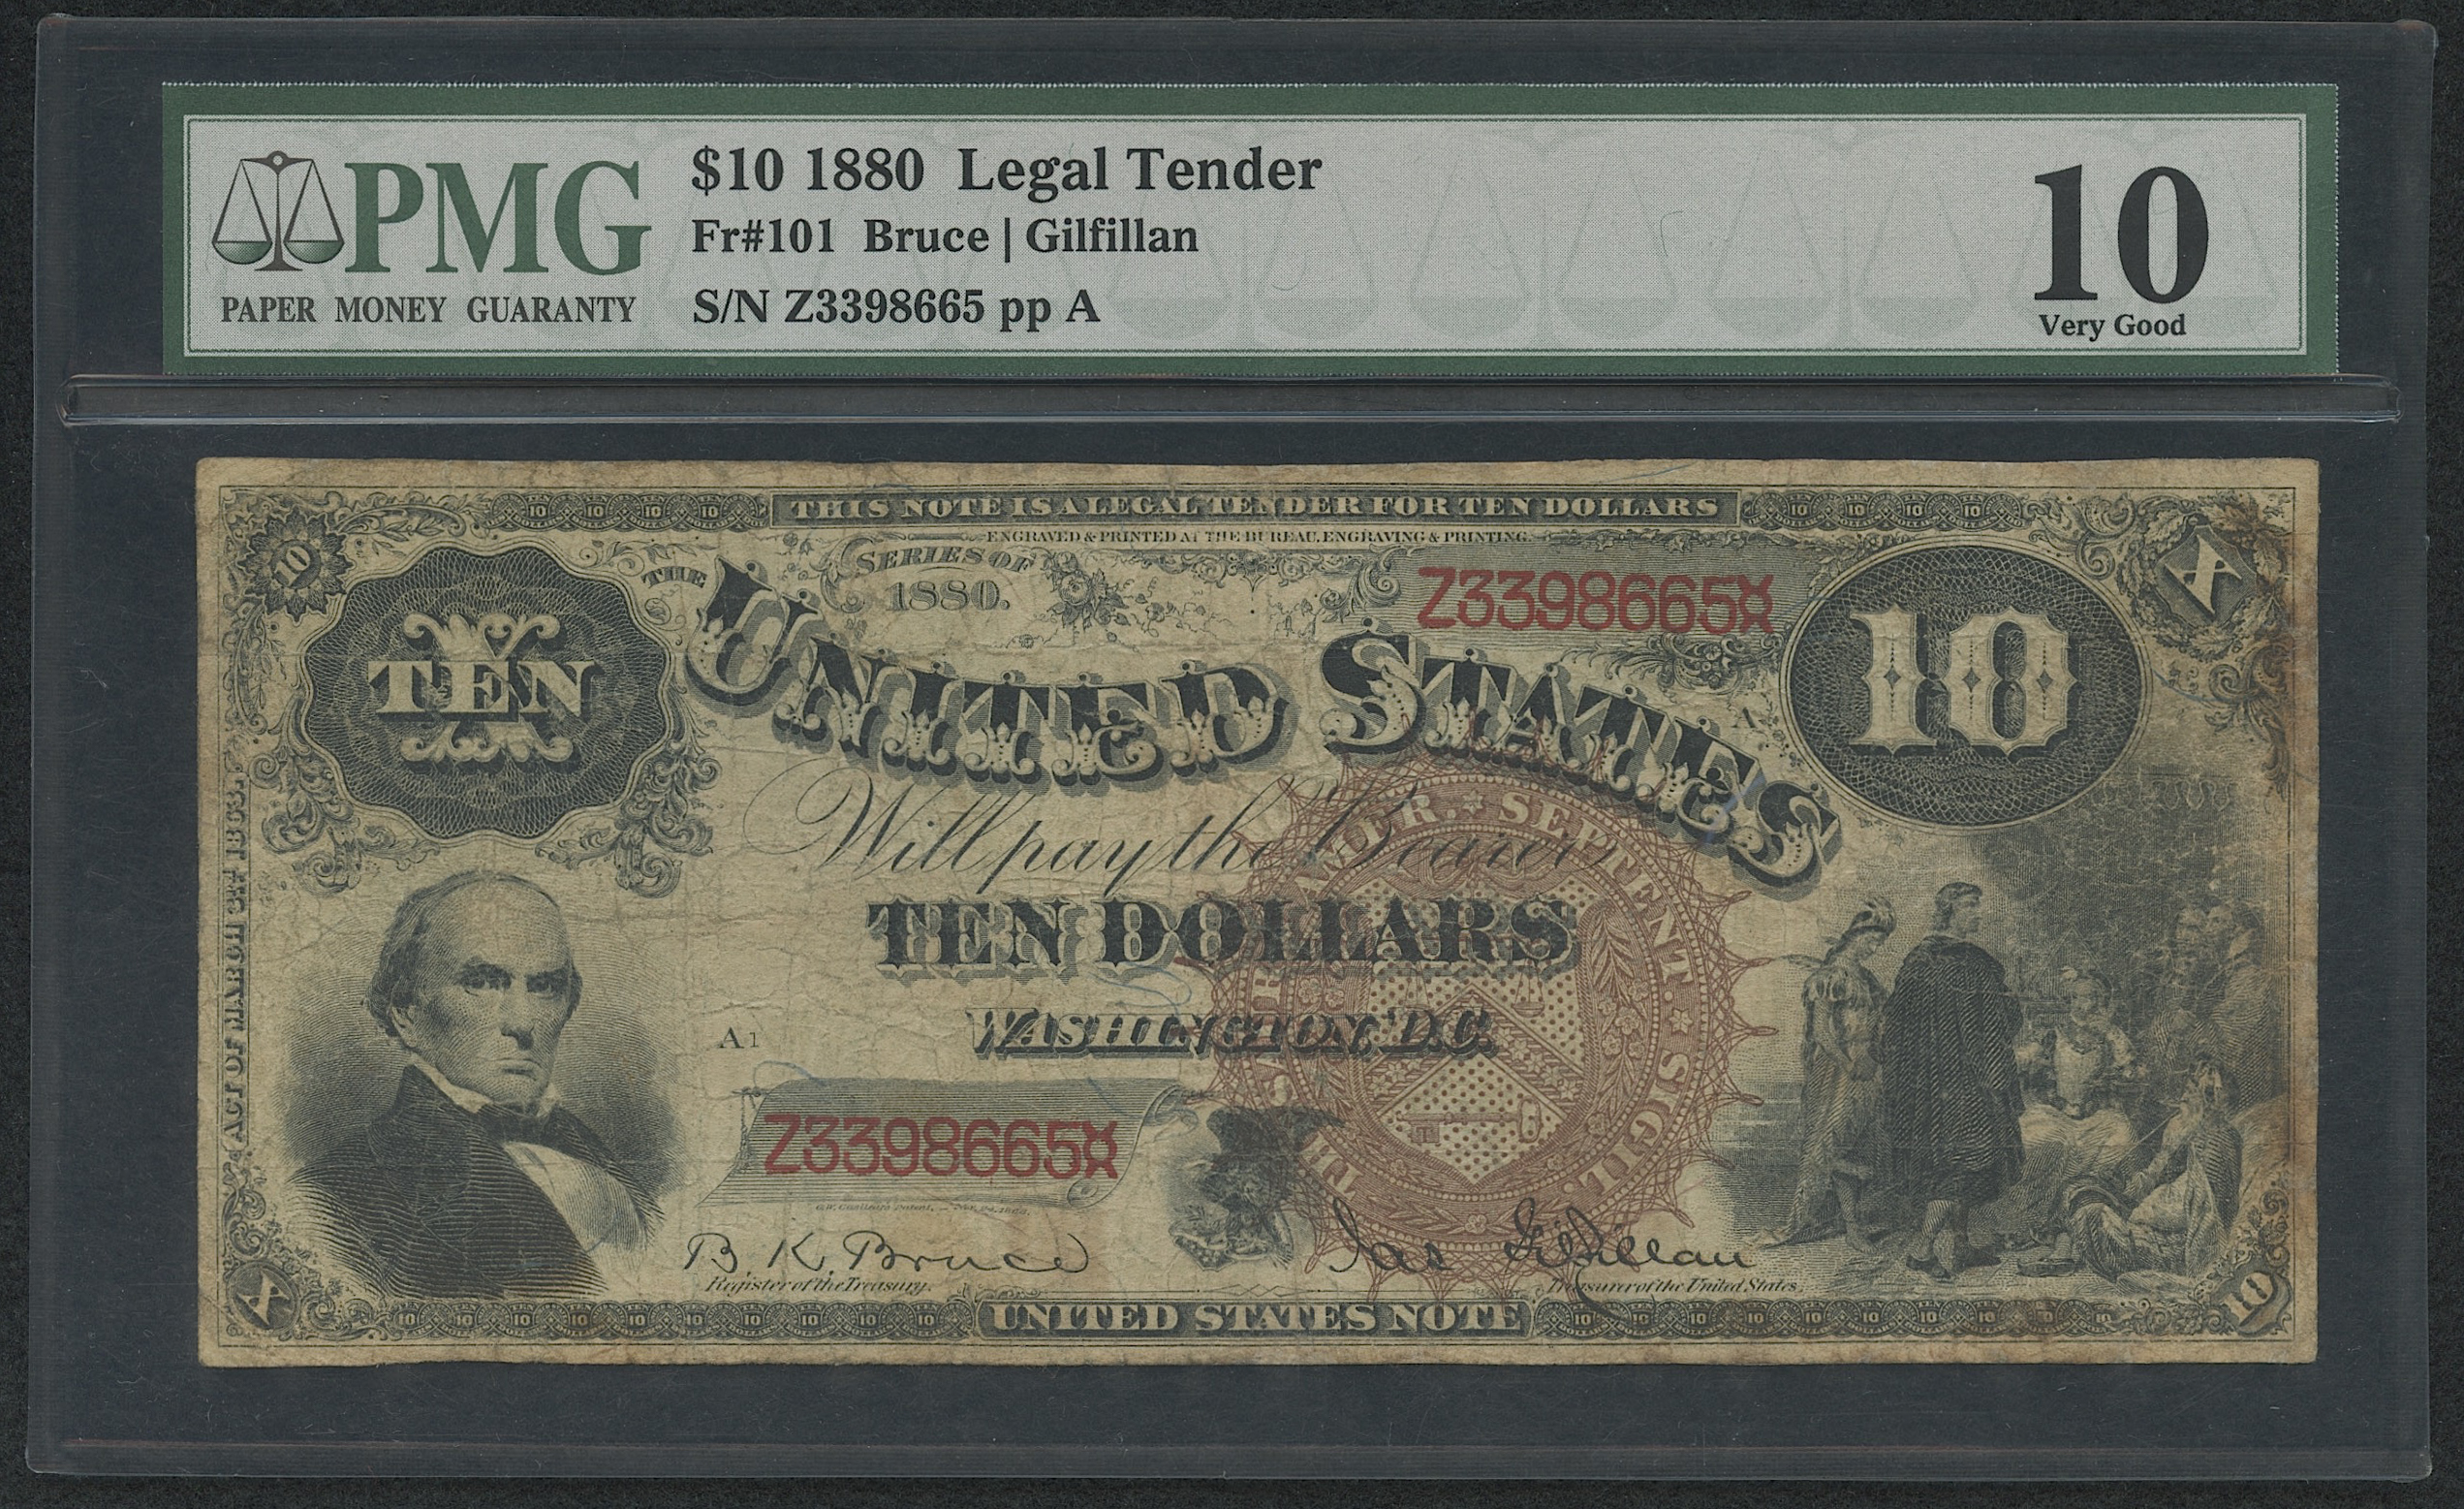 PMG
PAPER MONEY GUARANTY
$10 1880 Legal Tender
Fr#101 Bruce | Gilfillan
S/N Z3398665 pp A
10
Very Good
THIS NOTE IS A LEGAL TENDER FOR TEN DOLLARS
ENGRAVED & PRINTED AT THE BUREAU, ENGRAVING & PRINTING.
10
TEN
SERIES OF
1880.
Z3398665
10
X
THE UNITED STATES
A
Will pay the Bearer
TEN DOLLARS
WASHINGTON, D.C.
A1
ACT OF MARCH 3rd 1863.
SEPTENT. SIGIL.
Z3398665
B. K. Bruce
Register of the Treasury.
Jas Gilfillan
Treasurer of the United States.
X
UNITED STATES NOTE
10